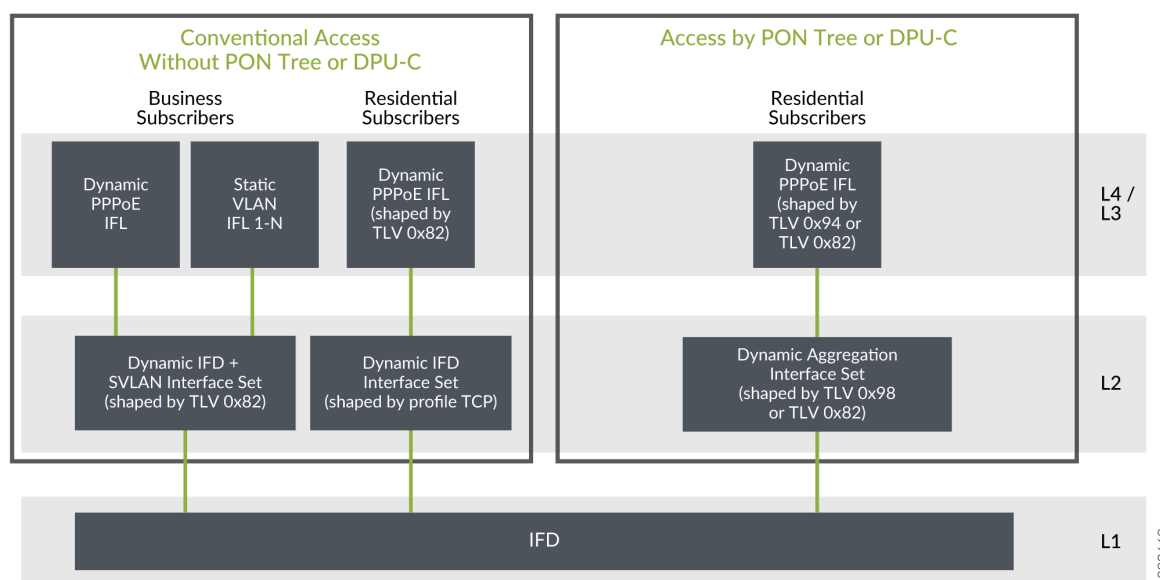 Conventional Access
Without PON Tree or DPU-C
Access by PON Tree or DPU-C
Business
Subscribers
Residential
Subscribers
Residential
Subscribers
Dynamic
PPPoE
IFL
Static
VLAN
IFL 1-N
Dynamic
PPPoE IFL
(shaped by
TLV 0x82)
Dynamic
PPPoE IFL
(shaped by
TLV 0x94 or
TLV 0x82)
L4 /
L3
Dynamic IFD +
SVLAN Interface Set
(shaped by TLV 0x82)
Dynamic IFD
Interface Set
(shaped by profile TCP)
Dynamic Aggregation
Interface Set
(shaped by TLV 0x98
or TLV 0x82)
L2
IFD
L1